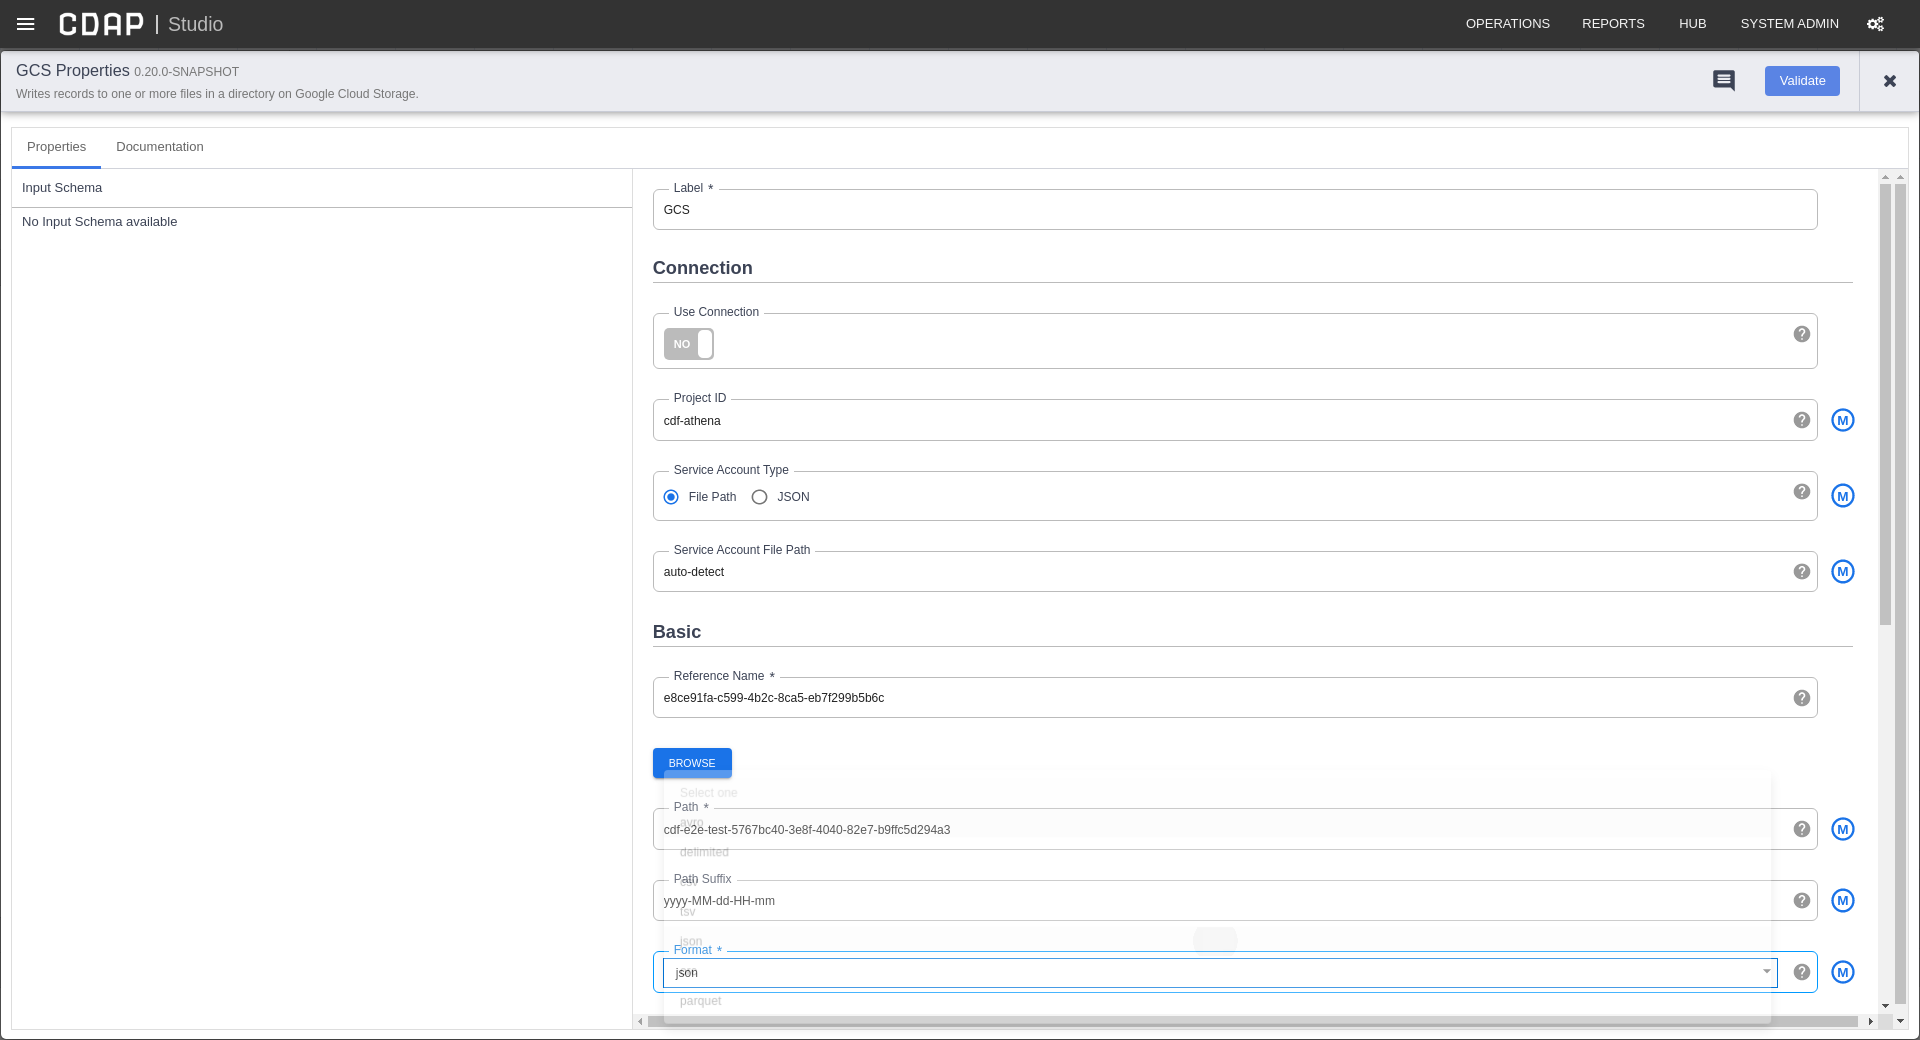 CDAP | Studio
OPERATIONS REPORTS HUB SYSTEM ADMIN
GCS Properties 0.20.0-SNAPSHOT
Writes records to one or more files in a directory on Google Cloud Storage.
Validate
Properties Documentation
Input Schema
No Input Schema available
Label *
GCS
Connection
Use Connection
NO
Project ID
cdf-athena
M
Service Account Type
File Path JSON
M
Service Account File Path
auto-detect
M
Basic
Reference Name *
e8ce91fa-c599-4b2c-8ca5-eb7f299b5b6c
BROWSE
Select one
Path *
avro
cdf-e2e-test-5767bc40-3e8f-4040-82e7-b9ffc5d294a3
M
delimited
Path Suffix
csv
yyyy-MM-dd-HH-mm
M
tsv
json
Format *
json
M
parquet